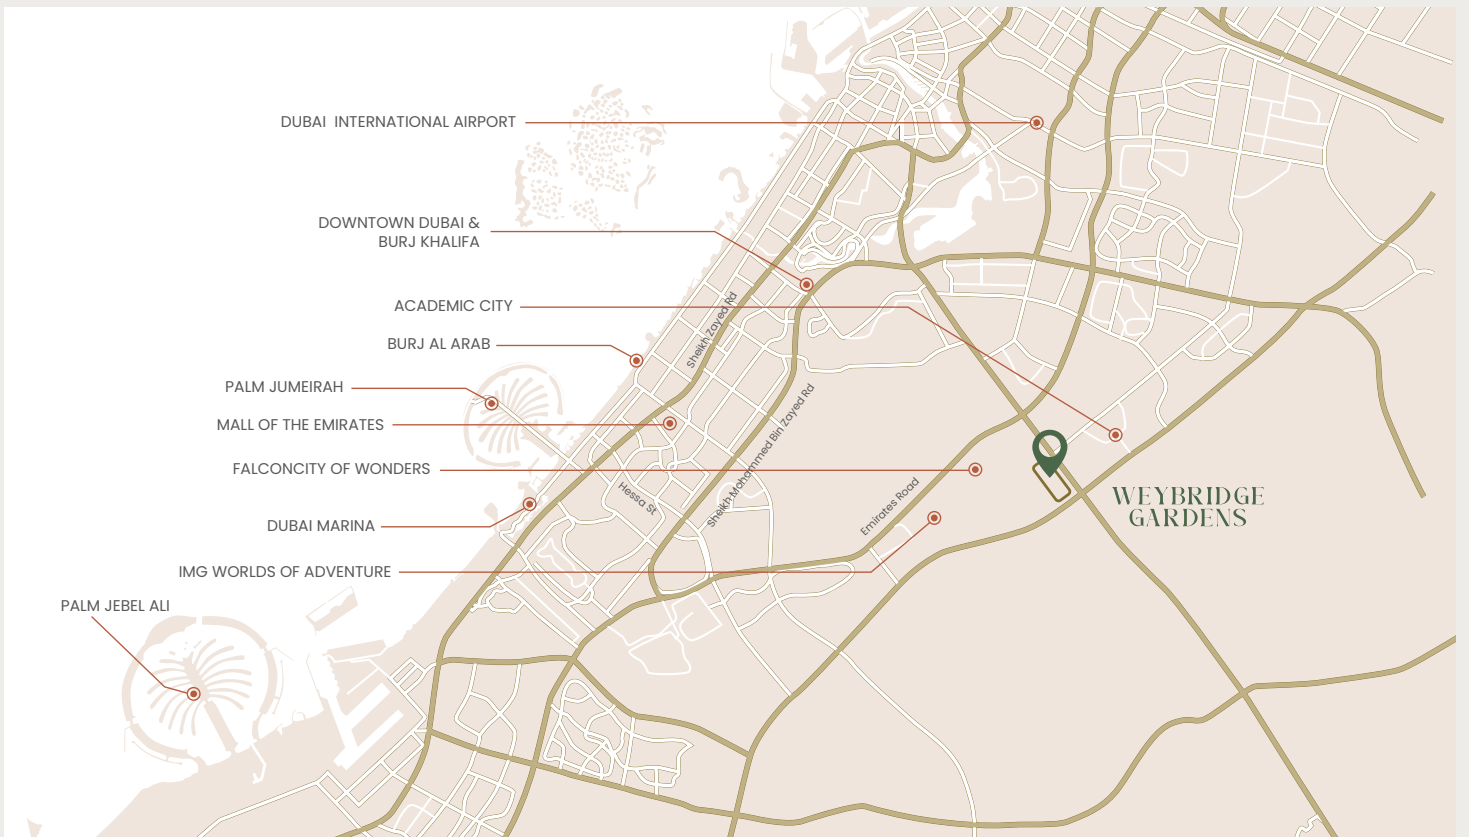 DUBAI  INTERNATIONAL AIRPORT
DOWNTOWN DUBAI &
BURJ KHALIFA
ACADEMIC CITY
Sheikh Zayed Rd
BURJ AL ARAB
PALM JUMEIRAH
MALL OF THE EMIRATES
Sheikh Mohammed Bin Zayed Rd
FALCONCITY OF WONDERS
Hessa St
Emirates Road
WEYBRIDGE
GARDENS
DUBAI MARINA
IMG WORLDS OF ADVENTURE
PALM JEBEL ALI